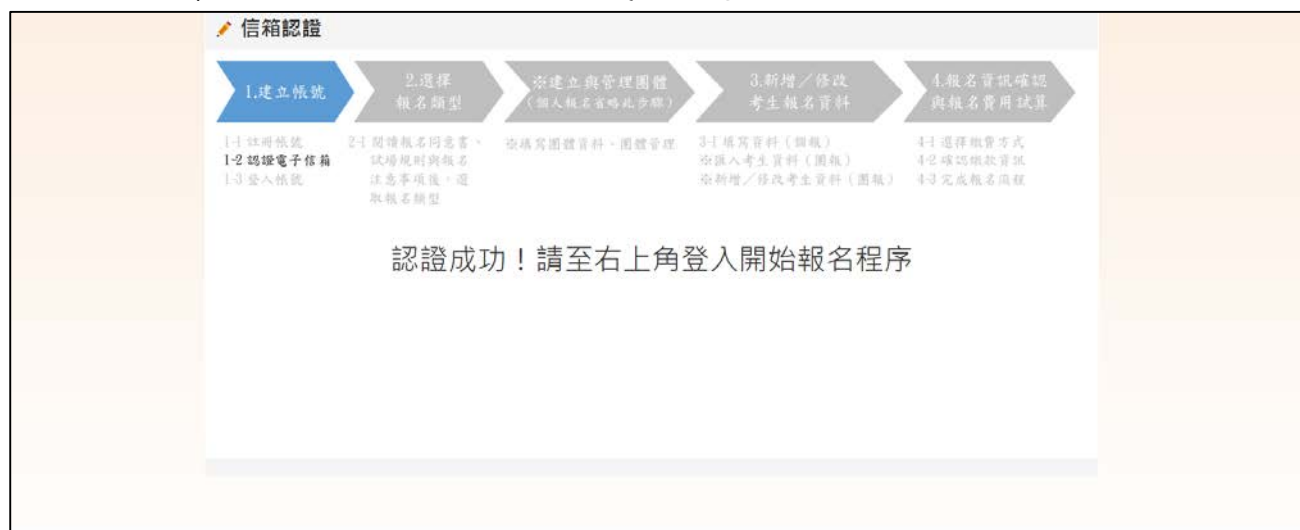 信箱認證
1.建立帳號
2.選擇
報名類型
※建立與管理團體
(個人報名省略此步驟)
3.新增／修改
考生報名資料
4.報名資訊確認
與報名費用試算
1-1 註冊帳號
1-2 認證電子信箱
1-3 登入帳號
2-1 閱讀報名同意書、
試場規則與報名
注意事項後，選
取報名類型
※填寫團體資料、團體管理
3-1 填寫資料（個報）
※匯入考生資料（團報）
※新增／修改考生資料（團報）
4-1 選擇繳費方式
4-2 確認繳款資訊
4-3 完成報名流程
認證成功！請至右上角登入開始報名程序